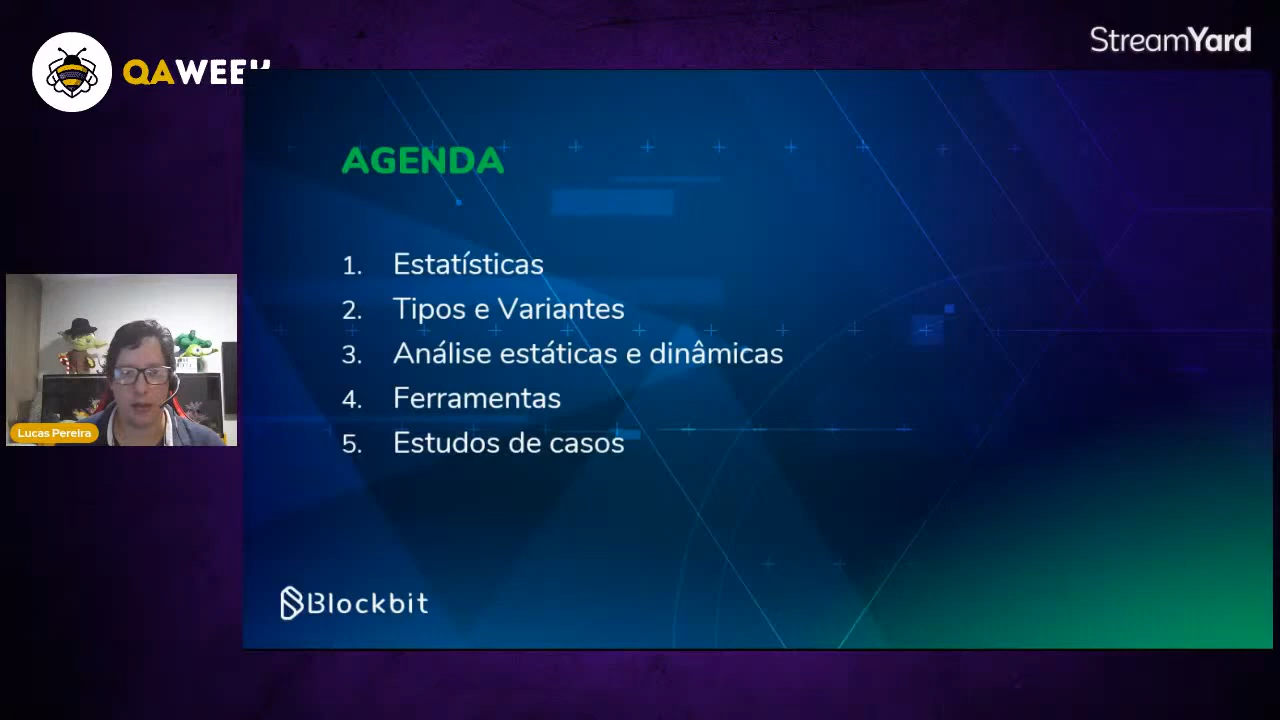 StreamYard
QAWEEK
AGENDA
1. Estatísticas
2. Tipos e Variantes
3. Análise estáticas e dinâmicas
4. Ferramentas
5. Estudos de casos
Lucas Pereira
Blockbit